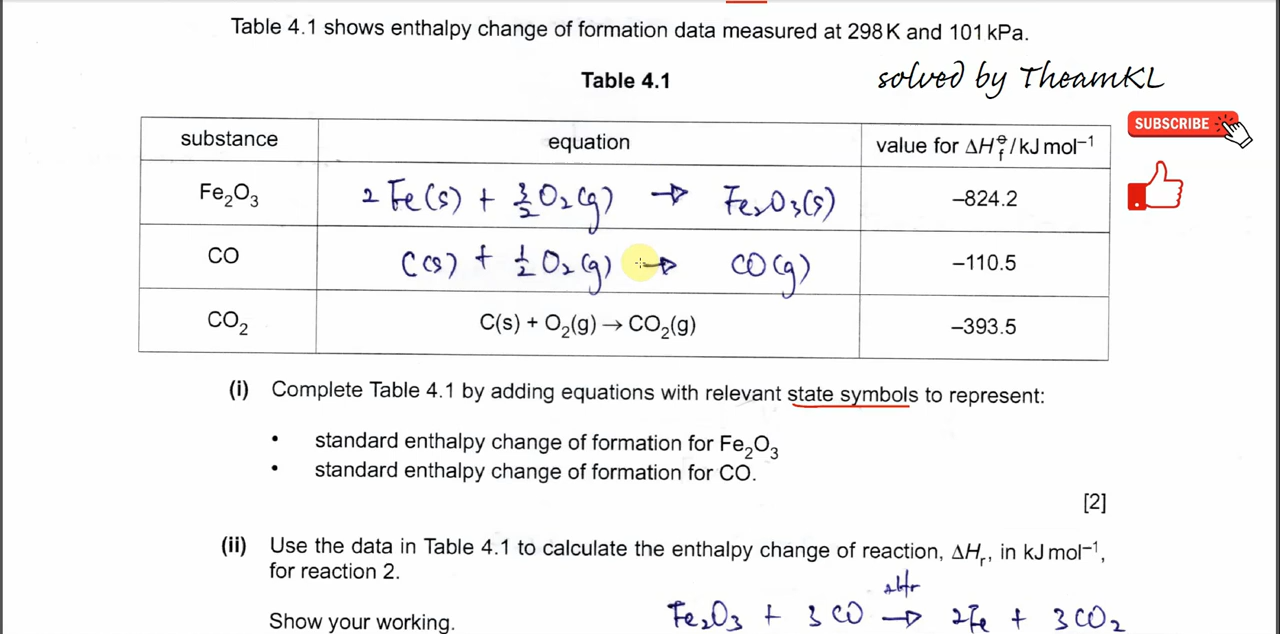 Table 4.1 shows enthalpy change of formation data measured at 298 K and 101 kPa.
Table 4.1
solved by TheamKL
SUBSCRIBE
substance equation value for ΔH⦵f / kJ mol⁻¹
Fe₂O₃ 2 Fe(s) + 3/2 O₂(g) → Fe₂O₃(s) –824.2
CO C(s) + 1/2 O₂(g) → CO(g) –110.5
CO₂ C(s) + O₂(g) → CO₂(g) –393.5
(i) Complete Table 4.1 by adding equations with relevant state symbols to represent:
• standard enthalpy change of formation for Fe₂O₃
• standard enthalpy change of formation for CO.
[2]
(ii) Use the data in Table 4.1 to calculate the enthalpy change of reaction, ΔHᵣ, in kJ mol⁻¹,
for reaction 2.
Show your working.
ΔHr
Fe₂O₃ + 3 CO → 2Fe + 3CO₂